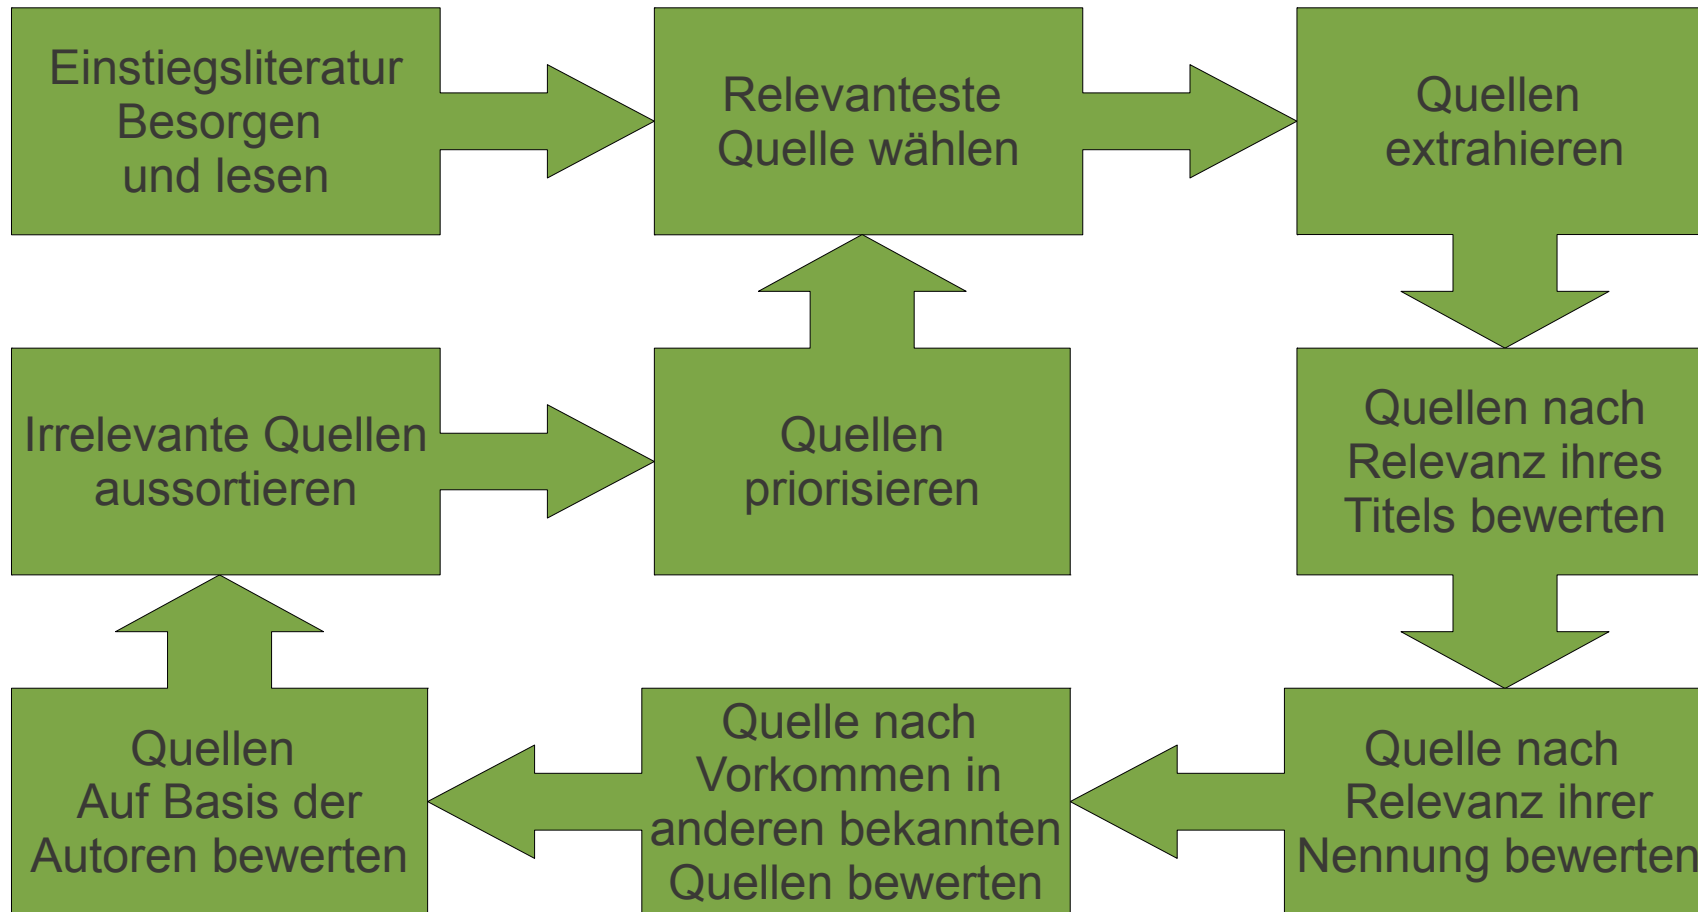 Einstiegsliteratur
Besorgen
und lesen
Relevanteste
Quelle wählen
Quellen
extrahieren
Irrelevante Quellen
aussortieren
Quellen
priorisieren
Quellen nach
Relevanz ihres
Titels bewerten
Quellen
Auf Basis der
Autoren bewerten
Quelle nach
Vorkommen in
anderen bekannten
Quellen bewerten
Quelle nach
Relevanz ihrer
Nennung bewerten